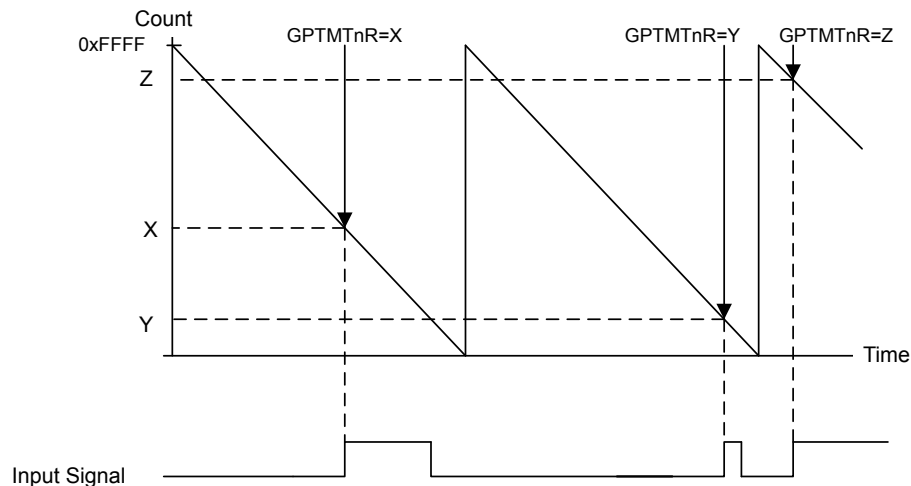 Count
0xFFFF
GPTMTnR=X
GPTMTnR=Y
GPTMTnR=Z
Z
X
Y
Time
Input Signal